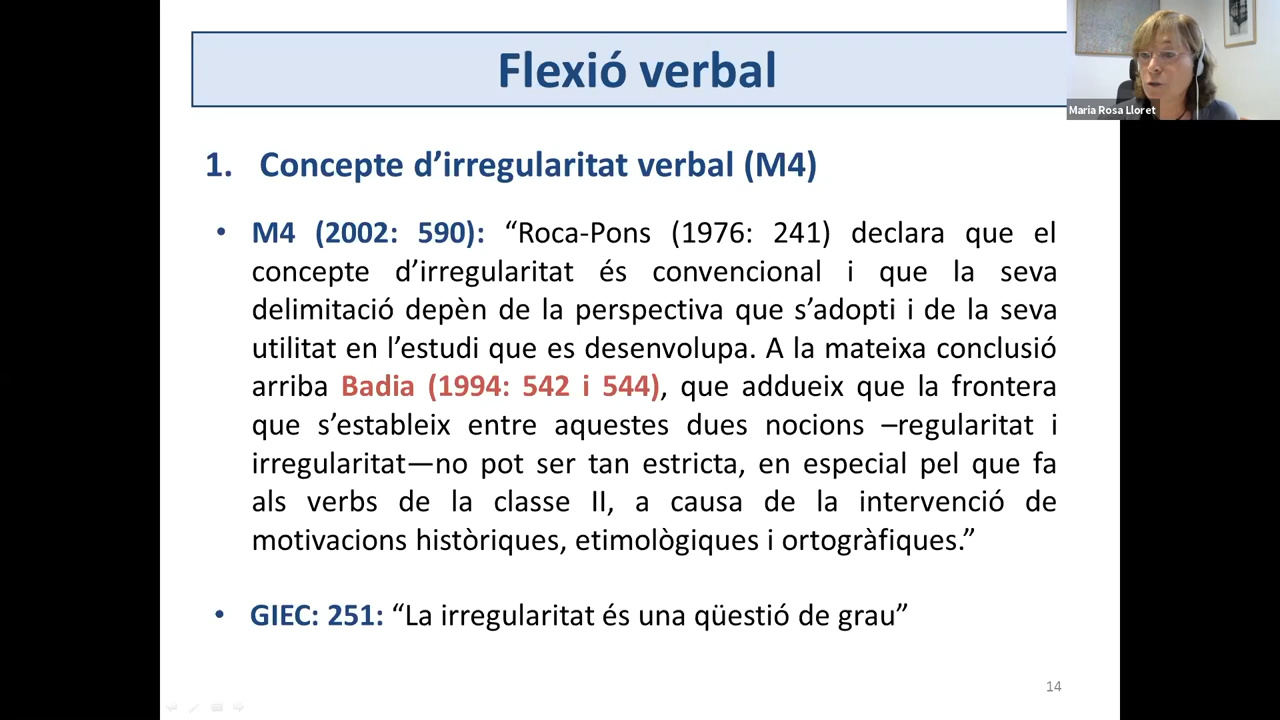 Flexió verbal
Maria Rosa Lloret
1. Concepte d’irregularitat verbal (M4)
• M4 (2002: 590): “Roca-Pons (1976: 241) declara que el
concepte d’irregularitat és convencional i que la seva
delimitació depèn de la perspectiva que s’adopti i de la seva
utilitat en l’estudi que es desenvolupa. A la mateixa conclusió
arriba Badia (1994: 542 i 544), que addueix que la frontera
que s’estableix entre aquestes dues nocions –regularitat i
irregularitat—no pot ser tan estricta, en especial pel que fa
als verbs de la classe II, a causa de la intervenció de
motivacions històriques, etimològiques i ortogràfiques.”
• GIEC: 251: “La irregularitat és una qüestió de grau”
14